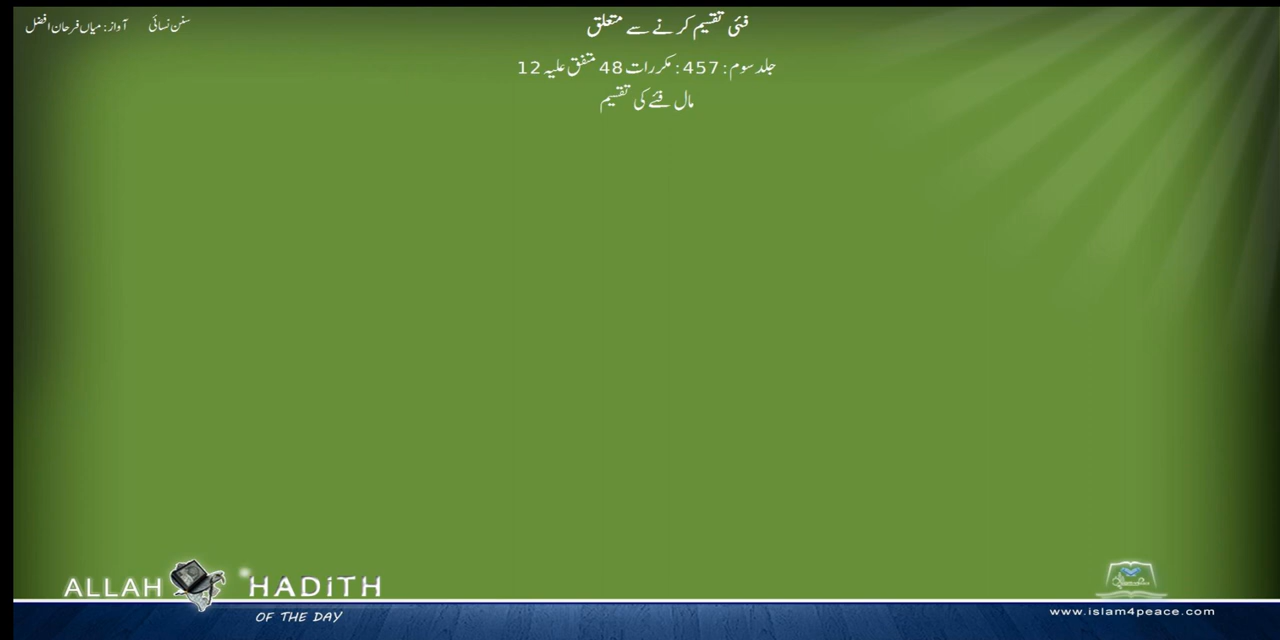 فئی تقسیم کرنے سے متعلق
سنن نسائی آواز: میاں فرحان افضل
جلد سوم: 457: مکررات 48 متفق علیہ 12
مال فئے کی تقسیم
ALLAH HADITH
OF THE DAY
www.islam4peace.com